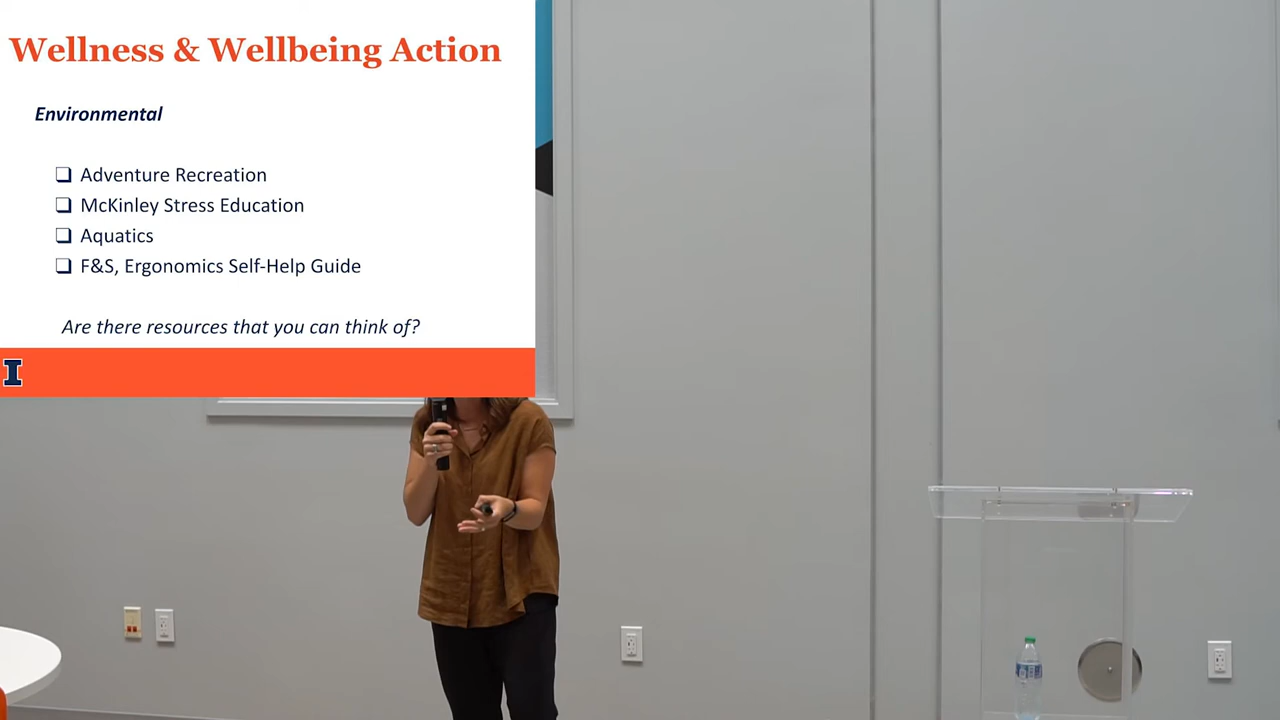 Wellness & Wellbeing Action
Environmental
Adventure Recreation
McKinley Stress Education
Aquatics
F&S, Ergonomics Self-Help Guide
Are there resources that you can think of?
I